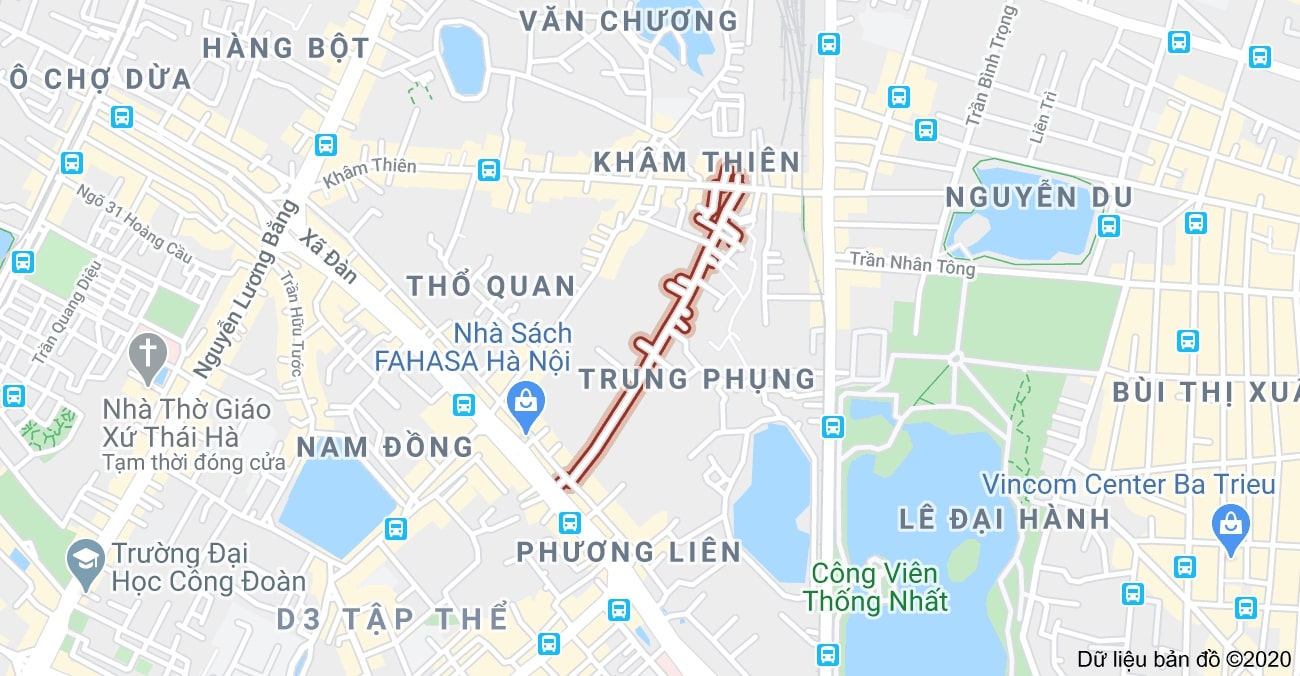 VĂN CHƯƠNG
HÀNG BỘT
Ô CHỢ DỪA
Trần Bình Trọng
Liên Trì
KHÂM THIÊN
Khâm Thiên
NGUYỄN DU
Ngõ 31 Hoàng Cầu
Nguyễn Lương Bằng
Xã Đàn
Trần Nhân Tông
Trần Quang Diệu
Trần Hữu Tước
THỔ QUAN
Nhà Sách
FAHASA Hà Nội
TRUNG PHỤNG
BÙI THỊ XUÂ
Nhà Thờ Giáo
Xứ Thái Hà
Tạm thời đóng cửa
NAM ĐỒNG
Vincom Center Ba Trieu
LÊ ĐẠI HÀNH
PHƯƠNG LIÊN
Trường Đại
Học Công Đoàn
Công Viên
Thống Nhất
D3 TẬP THỂ
Dữ liệu bản đồ ©2020